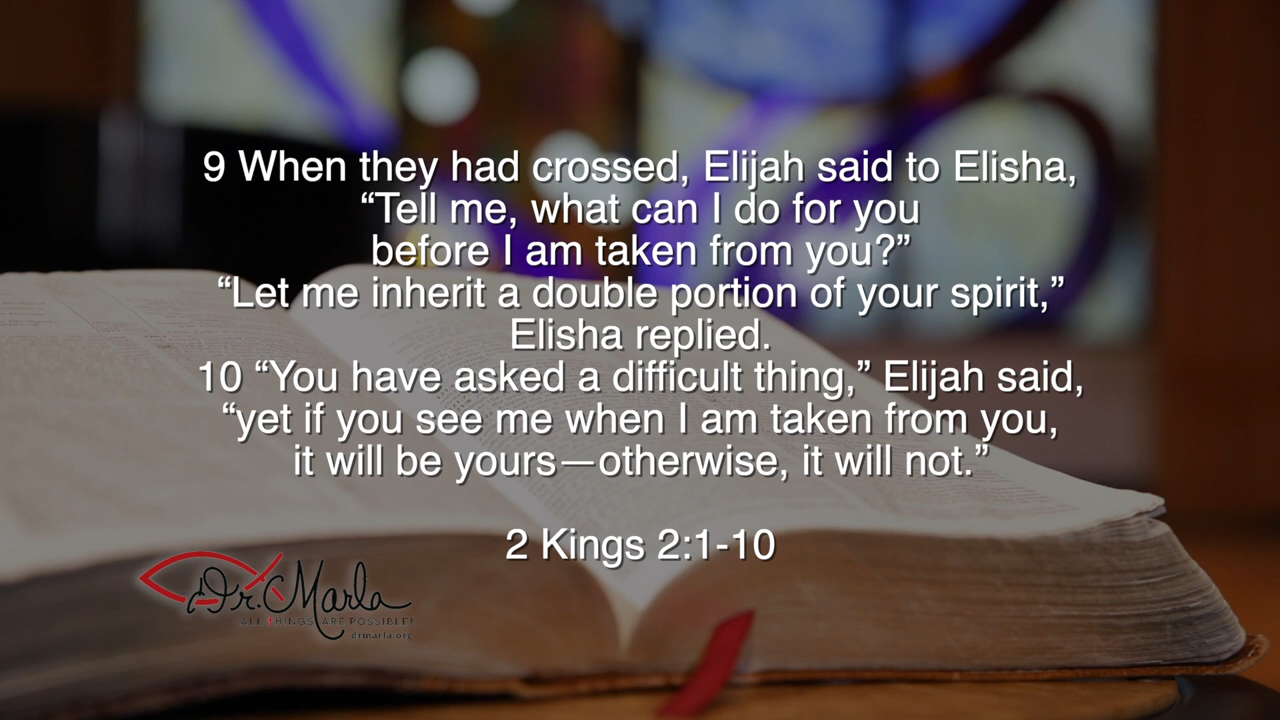 9 When they had crossed, Elijah said to Elisha,
“Tell me, what can I do for you
before I am taken from you?”
“Let me inherit a double portion of your spirit,”
Elisha replied.
10 “You have asked a difficult thing,” Elijah said,
“yet if you see me when I am taken from you,
it will be yours—otherwise, it will not.”
2 Kings 2:1-10
Dr. Marla
ALL THINGS ARE POSSIBLE!
drmarla.org